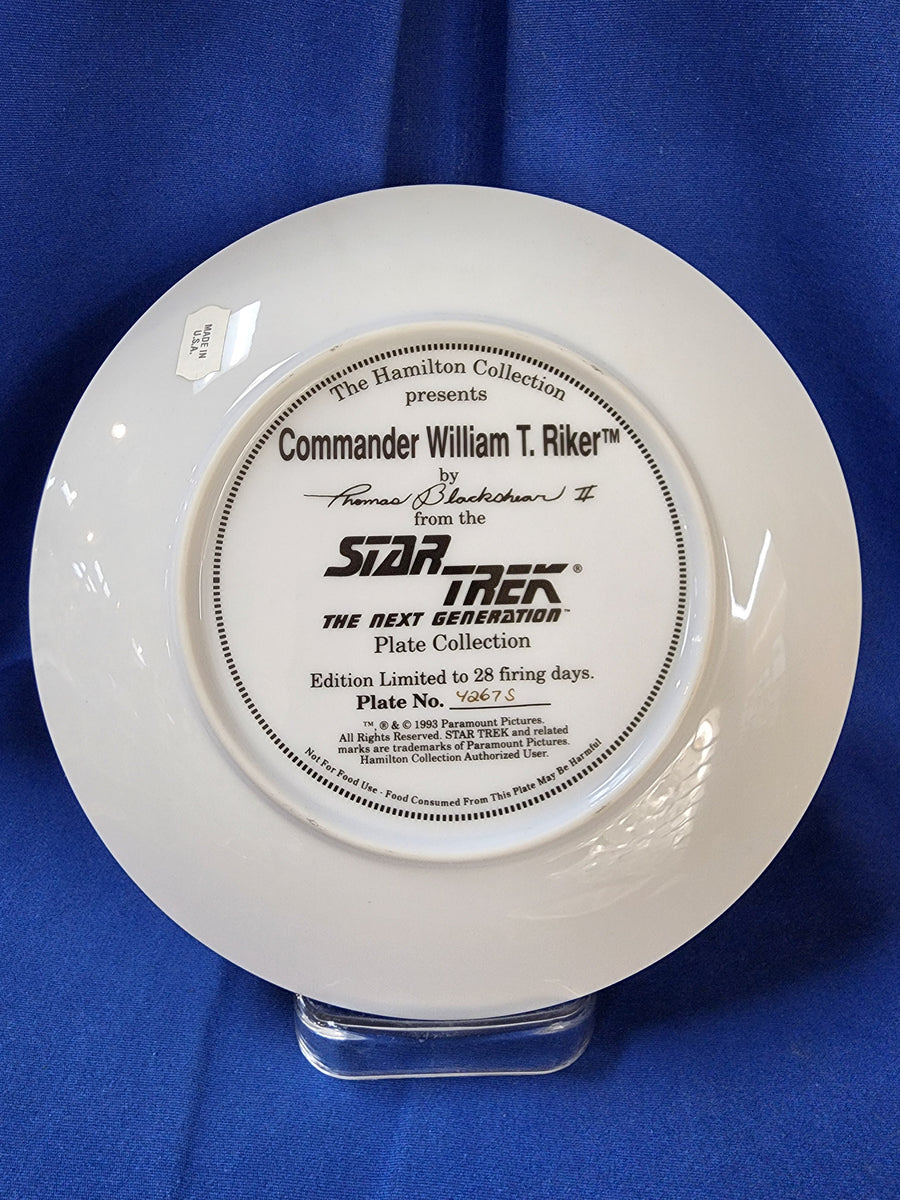 MADE IN
U.S.A.
The Hamilton Collection
presents
Commander William T. Riker™
by
Thomas Blackshear II
from the
STAR
TREK®
THE NEXT GENERATION™
Plate Collection
Edition Limited to 28 firing days.
Plate No. 4267S
™ ® & © 1993 Paramount Pictures.
All Rights Reserved. STAR TREK and related
marks are trademarks of Paramount Pictures.
Hamilton Collection Authorized User.
Not For Food Use · Food Consumed From This Plate May Be Harmful